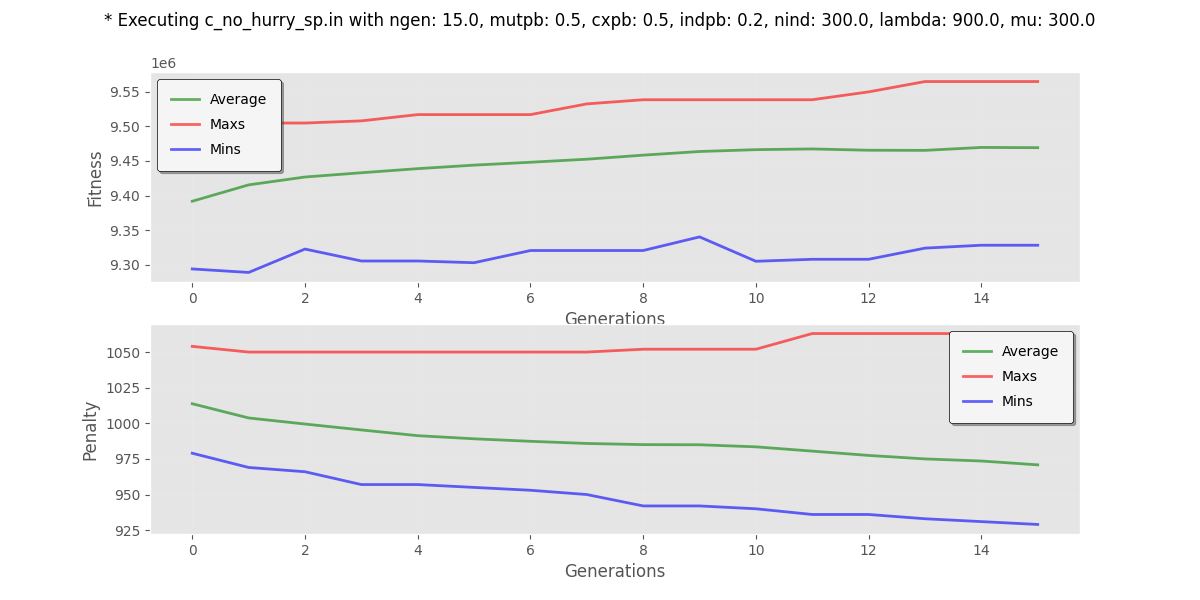 * Executing c_no_hurry_sp.in with ngen: 15.0, mutpb: 0.5, cxpb: 0.5, indpb: 0.2, nind: 300.0, lambda: 900.0, mu: 300.0
1e6
9.55
9.50
9.45
9.40
9.35
9.30
Fitness
Average
Maxs
Mins
0 2 4 6 8 10 12 14
Generations
1050
1025
1000
975
950
925
Penalty
Average
Maxs
Mins
0 2 4 6 8 10 12 14
Generations